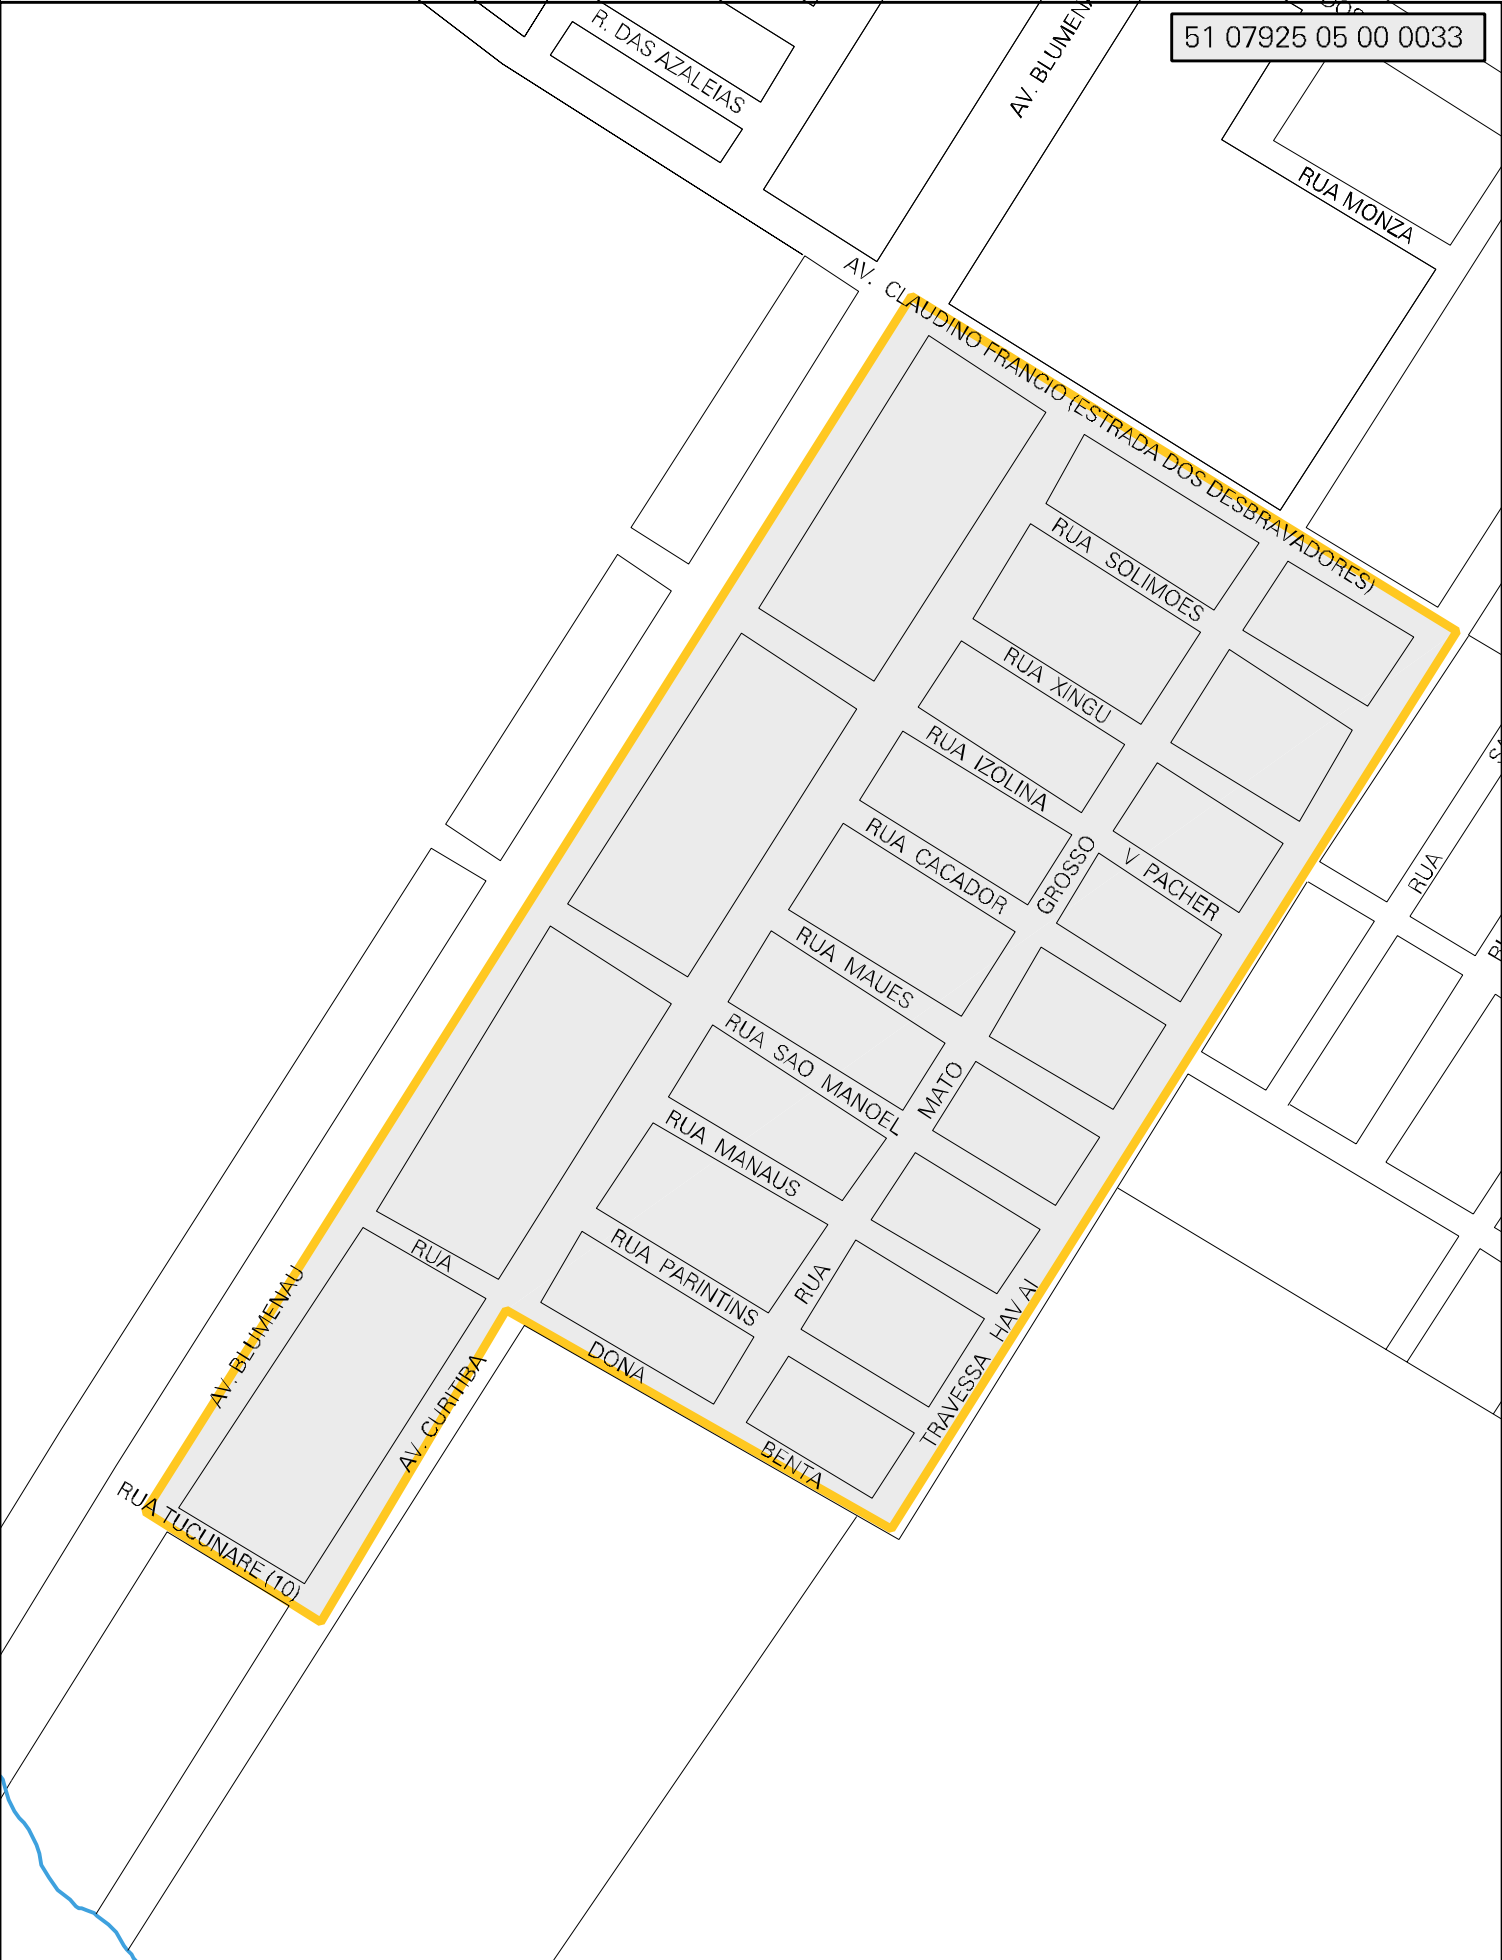 51 07925 05 00 0033
R. DAS AZALEIAS
RUA MONZA
AV. CLAUDINO FRANCIO (ESTRADA DOS DESBRAVADORES)
RUA SOLIMOES
RUA XINGU
RUA IZOLINA V PACHER
RUA CACADOR
RUA MATO GROSSO
RUA MAUES
RUA SAO MANOEL
RUA MANAUS
RUA PARINTINS
RUA DONA BENTA
TRAVESSA HAVAI
AV. BLUMENAU
AV. CURITIBA
RUA TUCUNARE (10)
RUA